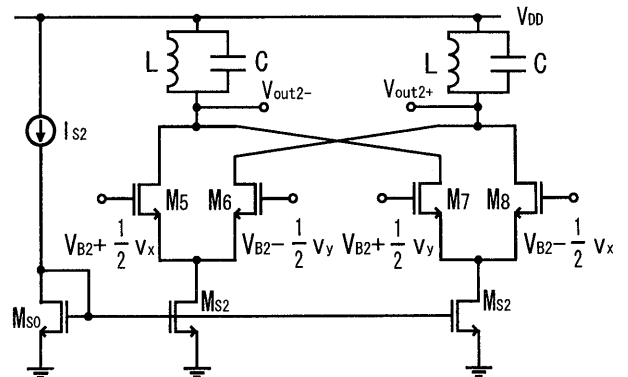 VDD
L C L C
Vout2- Vout2+
IS2
M5 M6 M7 M8
VB2+ 1/2 vx VB2- 1/2 vy VB2+ 1/2 vy VB2- 1/2 vx
MS0 MS2 MS2